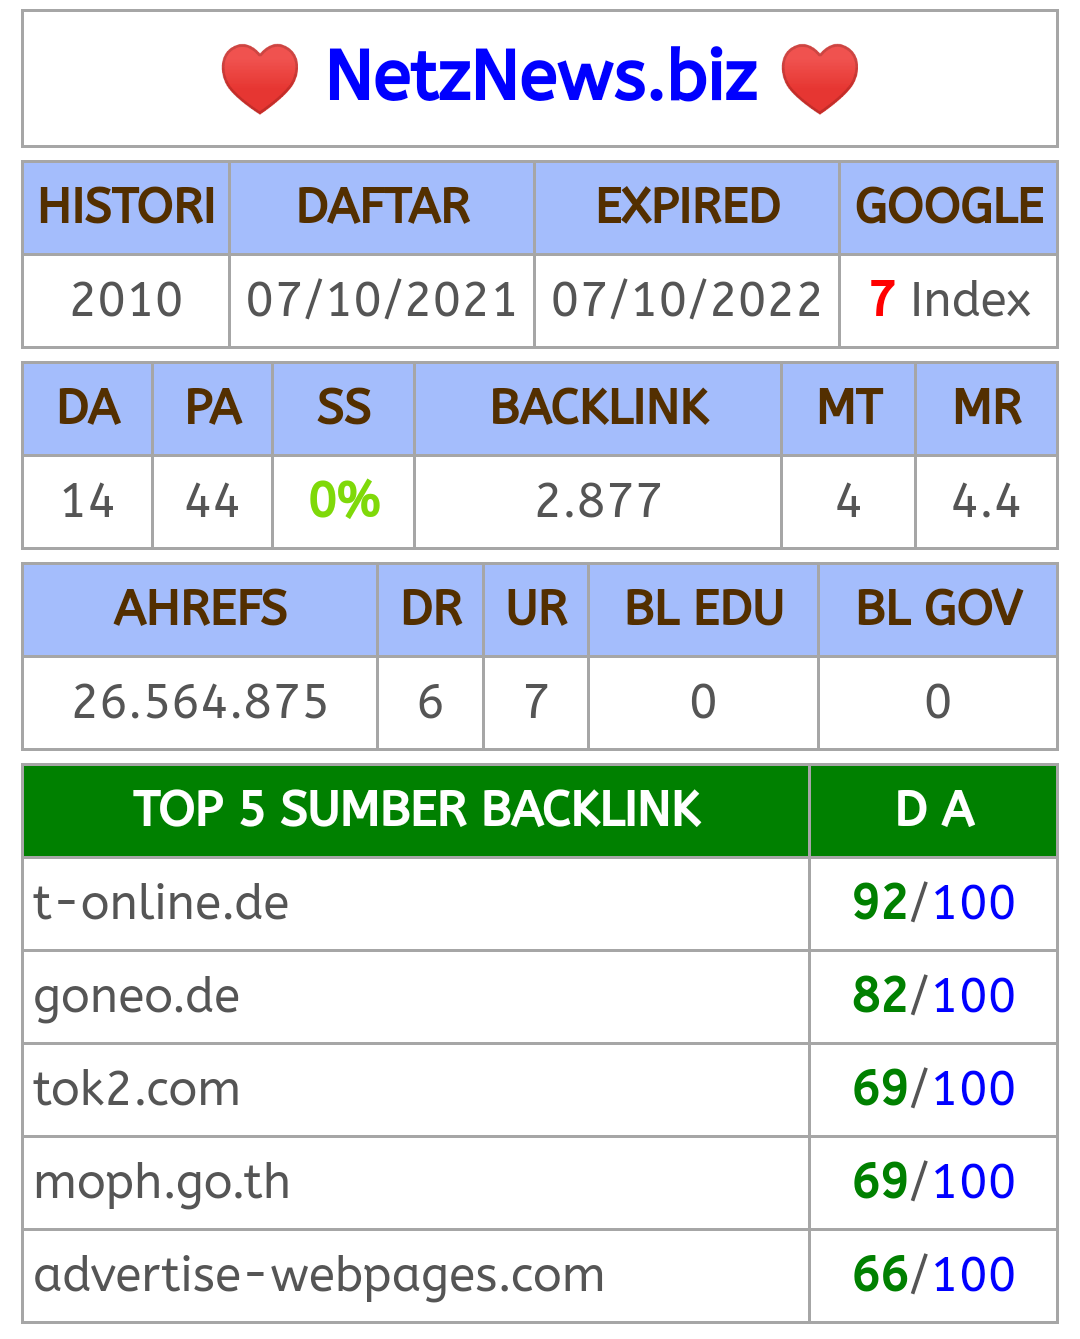 ❤️ NetzNews.biz ❤️
HISTORI DAFTAR EXPIRED GOOGLE
2010 07/10/2021 07/10/2022 7 Index
DA PA SS BACKLINK MT MR
14 44 0% 2.877 4 4.4
AHREFS DR UR BL EDU BL GOV
26.564.875 6 7 0 0
TOP 5 SUMBER BACKLINK D A
t-online.de 92/100
goneo.de 82/100
tok2.com 69/100
moph.go.th 69/100
advertise-webpages.com 66/100